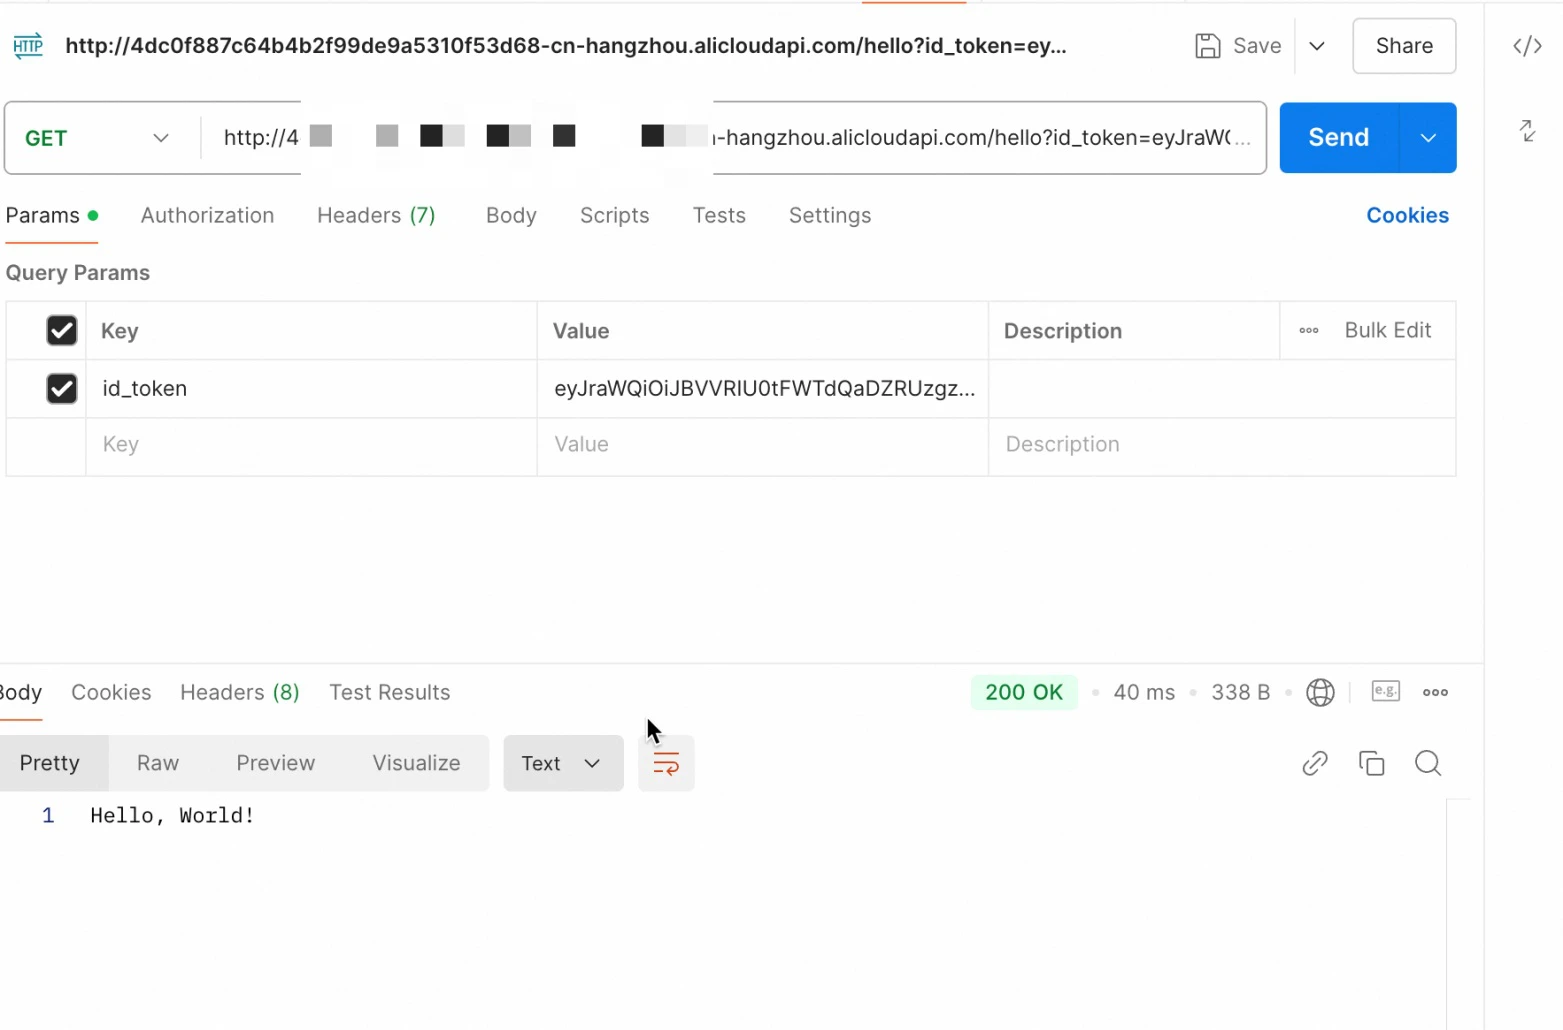 HTTP http://4dc0f887c64b4b2f99de9a5310f53d68-cn-hangzhou.alicloudapi.com/hello?id_token=ey... Save Share </>
GET http://4 -hangzhou.alicloudapi.com/hello?id_token=eyJraW... Send
Params Authorization Headers (7) Body Scripts Tests Settings Cookies
Query Params
Key Value Description Bulk Edit
id_token eyJraWQiOiJBVVRIU0tFWTdQaDZRUzgz...
Key Value Description
Body Cookies Headers (8) Test Results 200 OK 40 ms 338 B e.g.
Pretty Raw Preview Visualize Text
1 Hello, World!